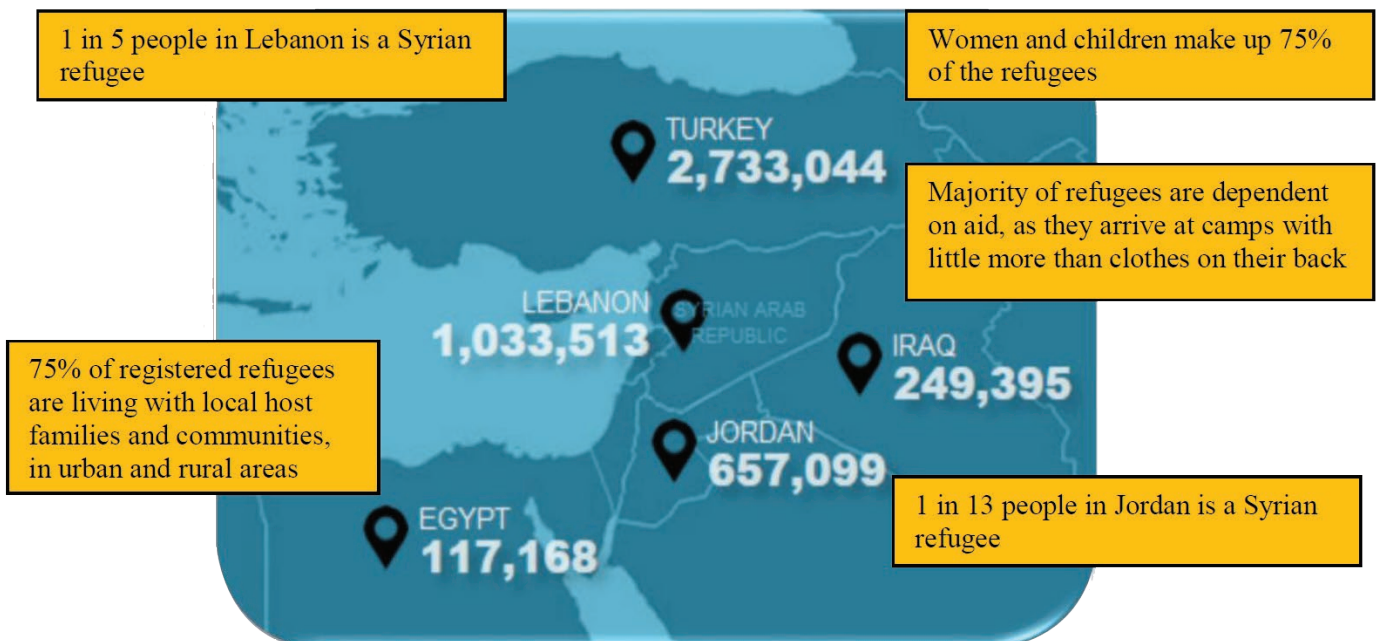 1 in 5 people in Lebanon is a Syrian
refugee
Women and children make up 75%
of the refugees
TURKEY
2,733,044
Majority of refugees are dependent
on aid, as they arrive at camps with
little more than clothes on their back
LEBANON
1,033,513
SYRIAN ARAB
REPUBLIC
IRAQ
249,395
75% of registered refugees
are living with local host
families and communities,
in urban and rural areas
JORDAN
657,099
1 in 13 people in Jordan is a Syrian
refugee
EGYPT
117,168